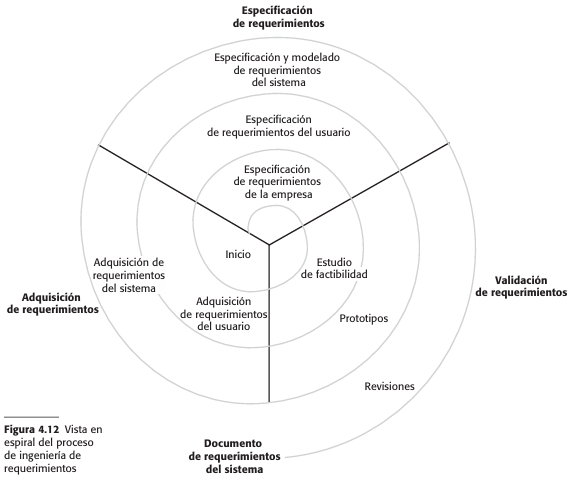 Especificación
de requerimientos
Especificación y modelado
de requerimientos
del sistema
Especificación
de requerimientos del usuario
Especificación
de requerimientos
de la empresa
Inicio
Estudio
de factibilidad
Adquisición de
requerimientos
del sistema
Validación
de requerimientos
Adquisición
de requerimientos
Adquisición
de requerimientos
del usuario
Prototipos
Revisiones
Figura 4.12 Vista en
espiral del proceso
de ingeniería de
requerimientos
Documento
de requerimientos
del sistema